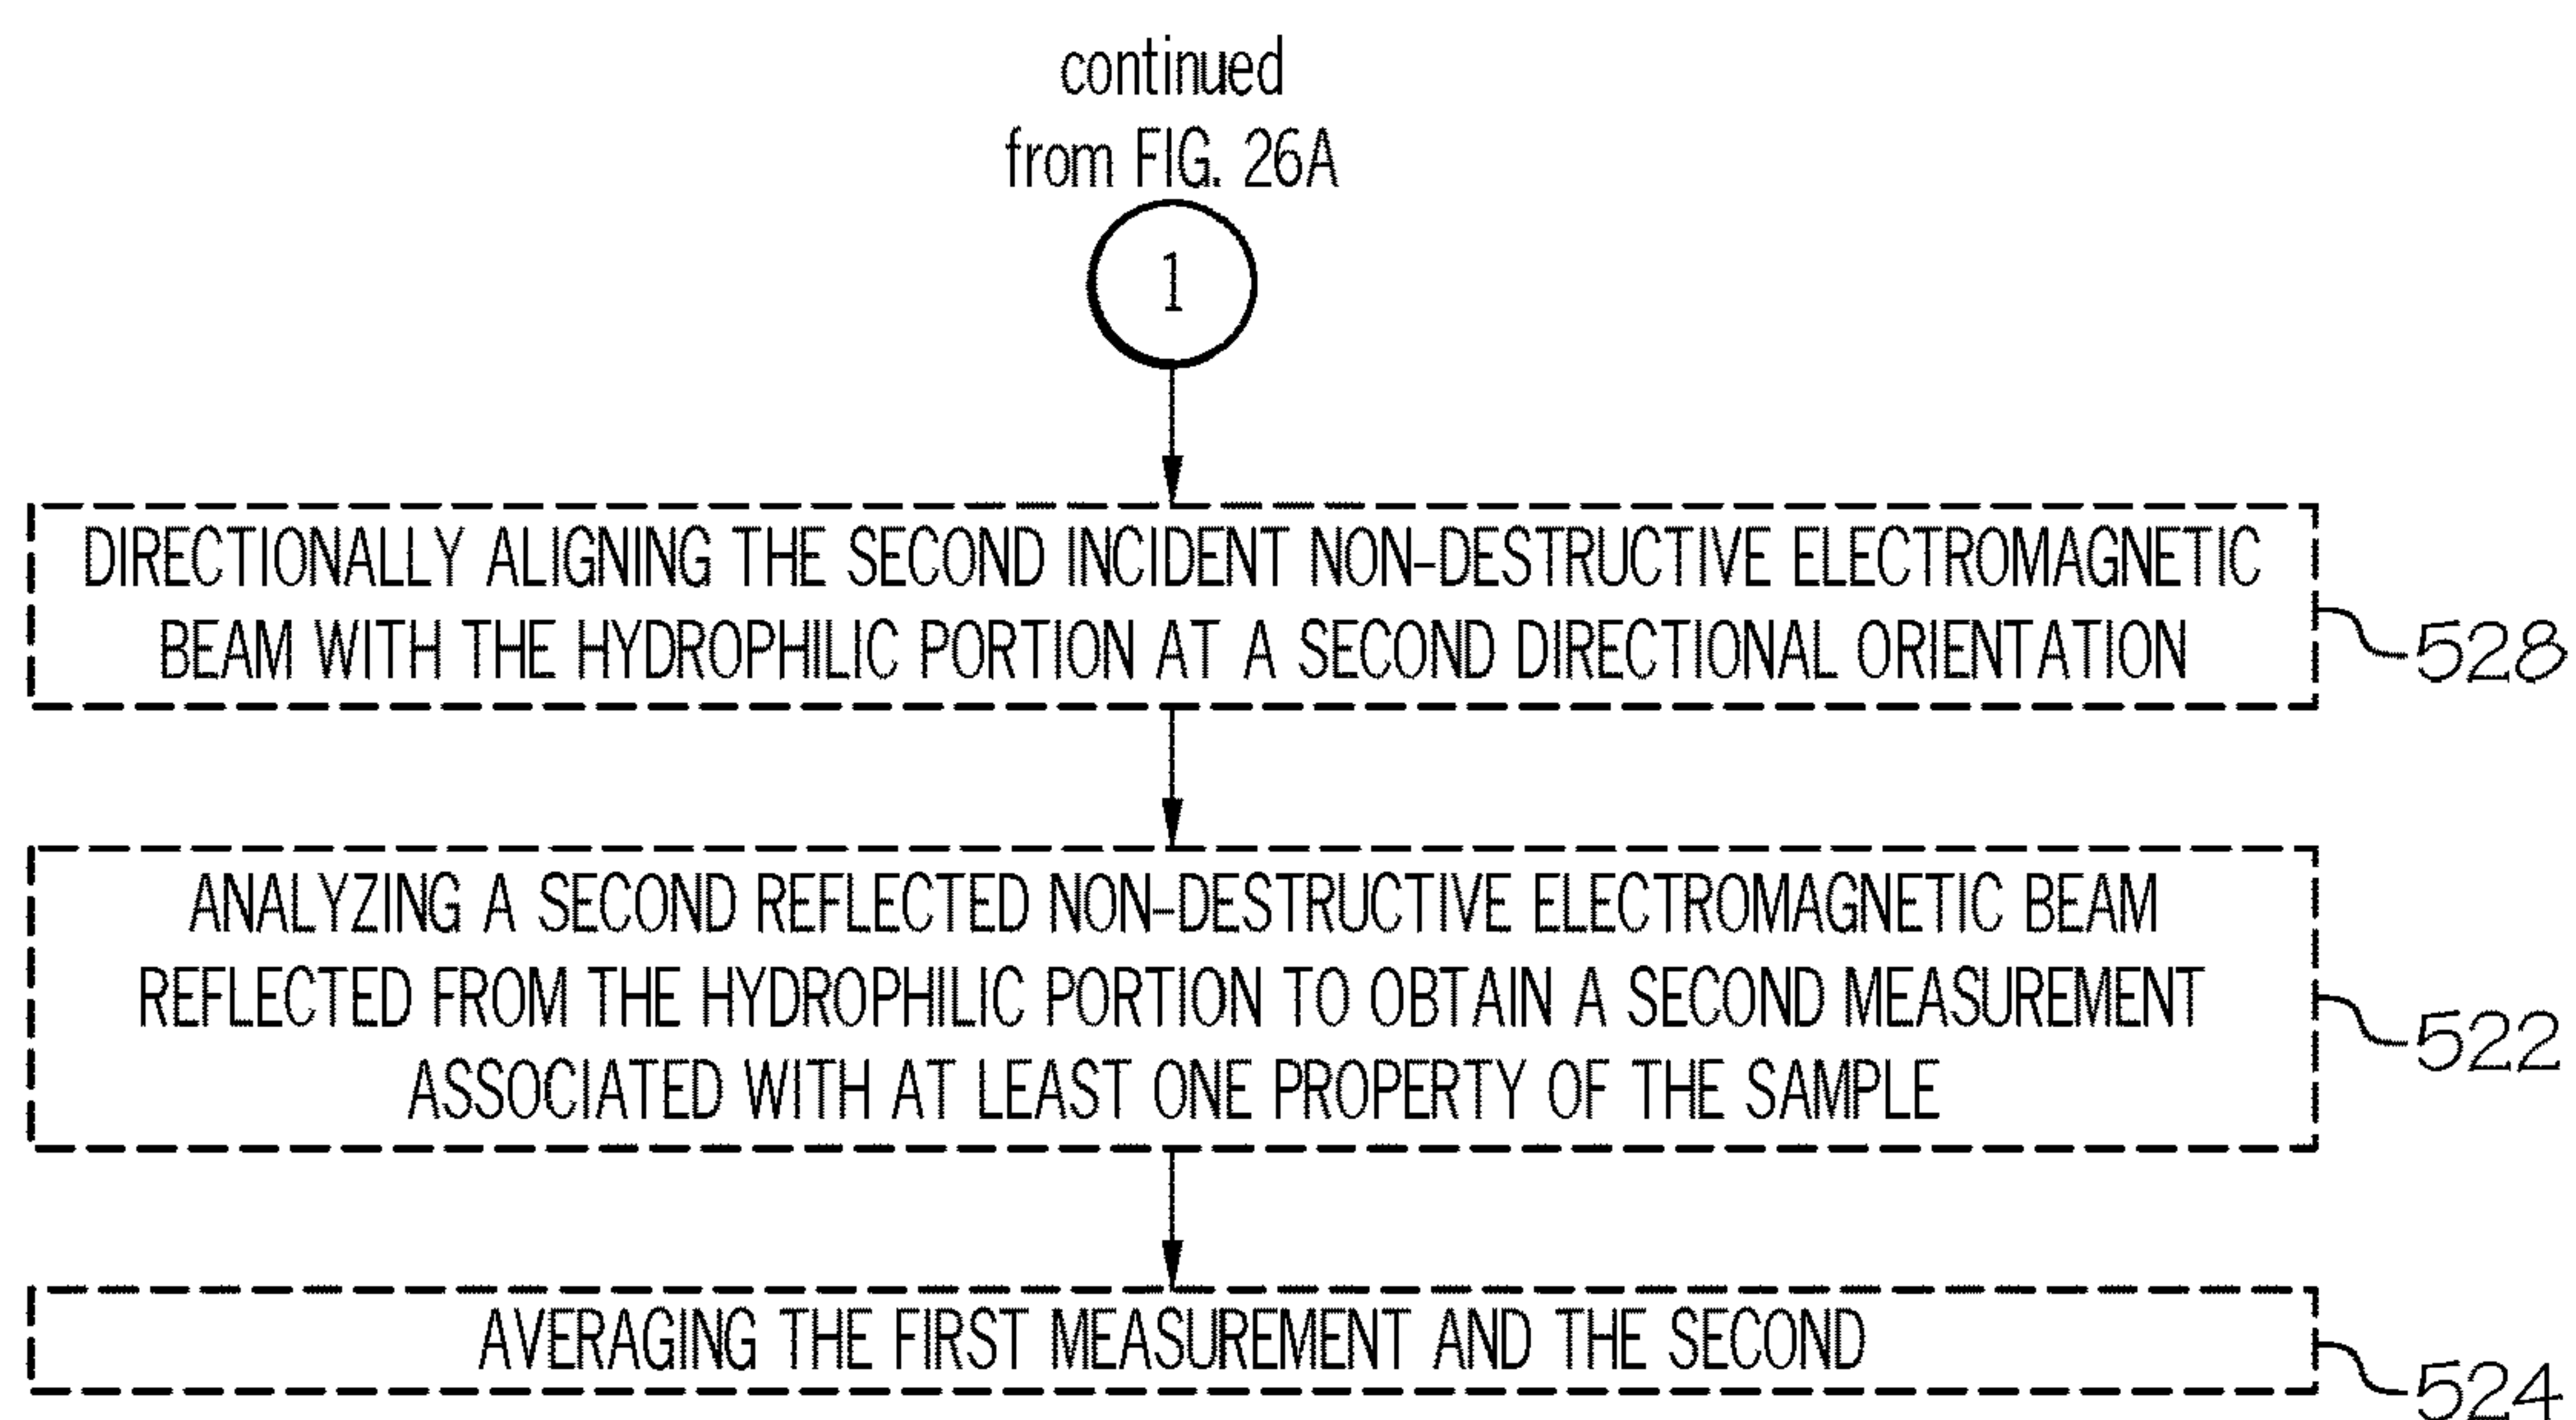 continued
from FIG. 26A
1
DIRECTIONALLY ALIGNING THE SECOND INCIDENT NON-DESTRUCTIVE ELECTROMAGNETIC
BEAM WITH THE HYDROPHILIC PORTION AT A SECOND DIRECTIONAL ORIENTATION
528
ANALYZING A SECOND REFLECTED NON-DESTRUCTIVE ELECTROMAGNETIC BEAM
REFLECTED FROM THE HYDROPHILIC PORTION TO OBTAIN A SECOND MEASUREMENT
ASSOCIATED WITH AT LEAST ONE PROPERTY OF THE SAMPLE
522
AVERAGING THE FIRST MEASUREMENT AND THE SECOND
524